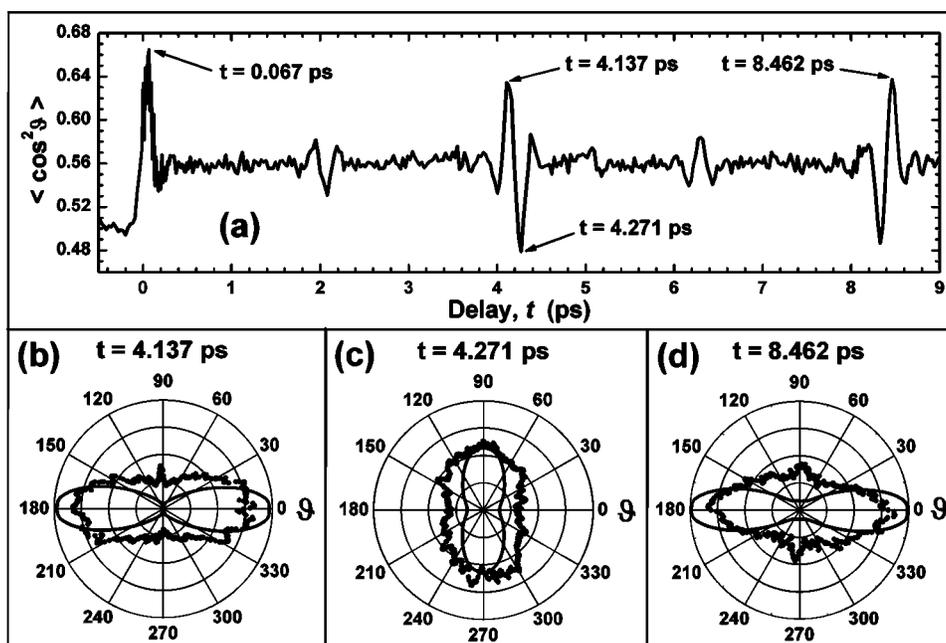 0.68
0.64
0.60
0.56
0.52
0.48
< cos²ϑ >
t = 0.067 ps
t = 4.137 ps
t = 8.462 ps
t = 4.271 ps
(a)
0 1 2 3 4 5 6 7 8 9
Delay, t (ps)
(b) t = 4.137 ps
90
120 60
150 30
180 0 ϑ
210 330
240 300
270
(c) t = 4.271 ps
90
120 60
150 30
180 0 ϑ
210 330
240 300
270
(d) t = 8.462 ps
90
120 60
150 30
180 0 ϑ
210 330
240 300
270